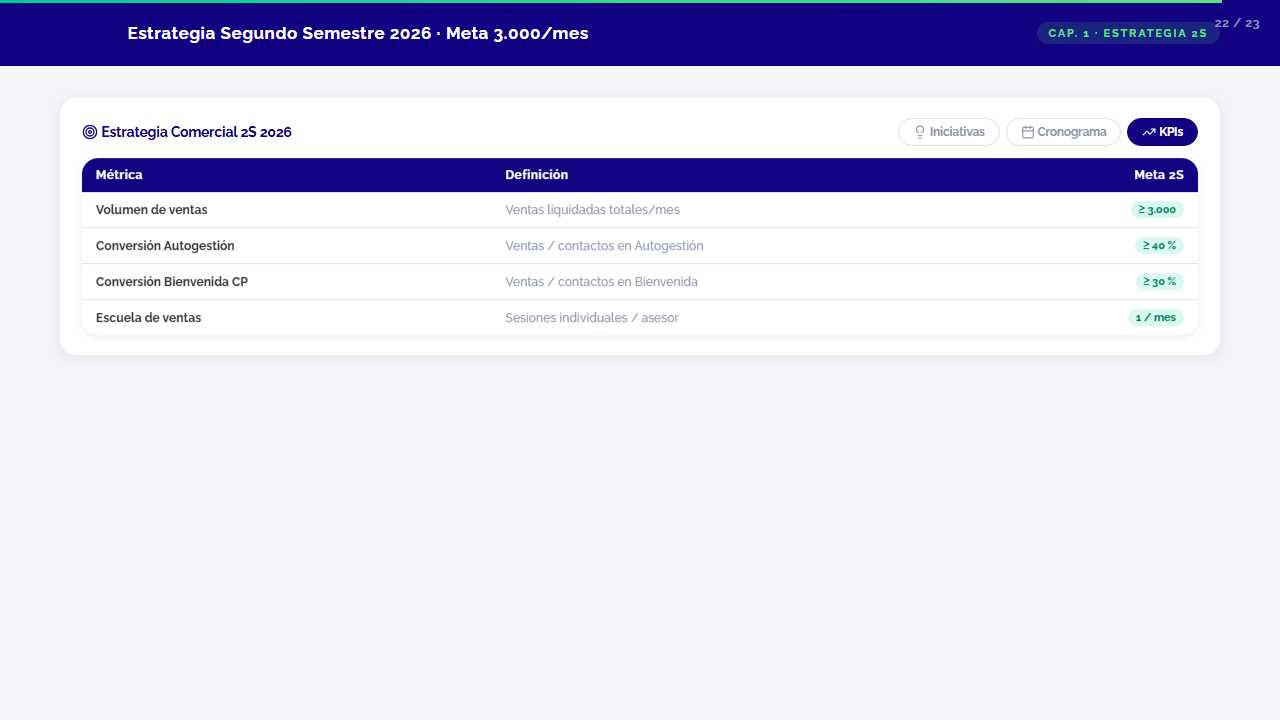 Estrategia Segundo Semestre 2026 · Meta 3.000/mes
CAP. 1 · ESTRATEGIA 2S
22 / 23
Estrategia Comercial 2S 2026
Iniciativas
Cronograma
KPIs
Métrica Definición Meta 2S
Volumen de ventas Ventas liquidadas totales/mes ≥ 3.000
Conversión Autogestión Ventas / contactos en Autogestión ≥ 40 %
Conversión Bienvenida CP Ventas / contactos en Bienvenida ≥ 30 %
Escuela de ventas Sesiones individuales / asesor 1 / mes